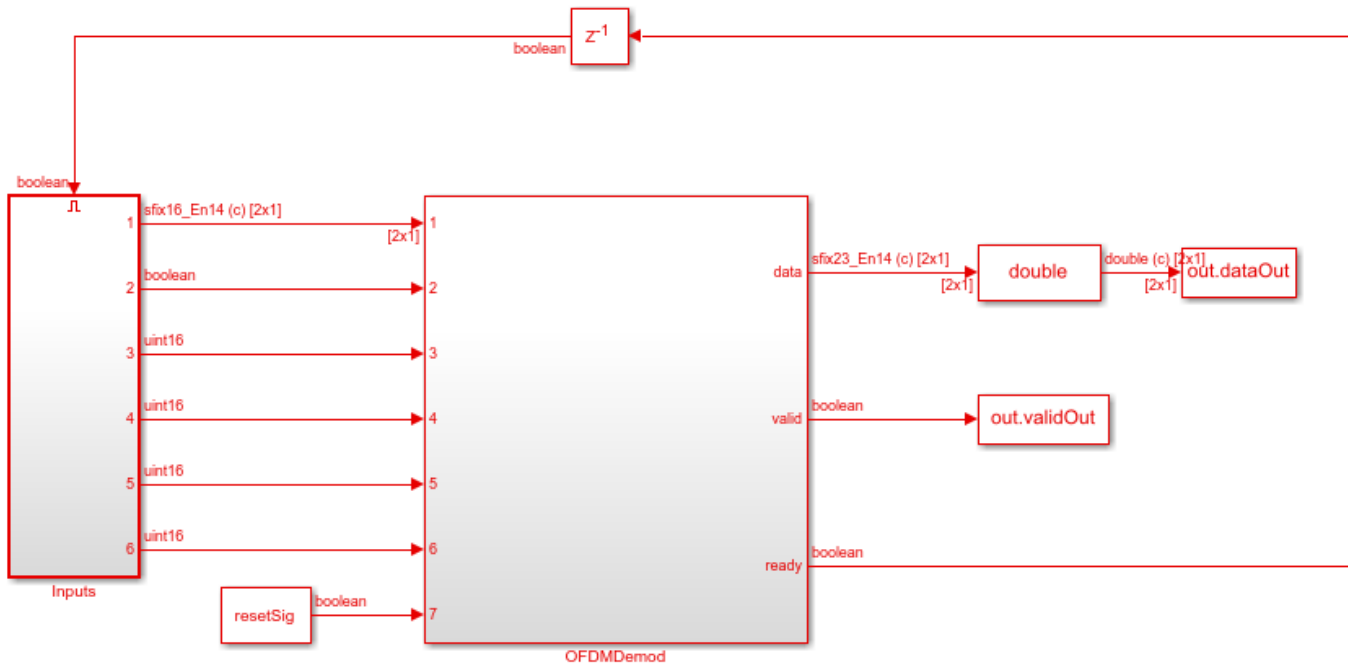 z-1
boolean
boolean
1
sfix16_En14 (c) [2x1]
[2x1]
1
2
boolean
2
3
uint16
3
4
uint16
4
5
uint16
5
6
uint16
6
Inputs
resetSig
boolean
7
OFDMDemod
data
sfix23_En14 (c) [2x1]
[2x1]
double
double (c) [2x1]
[2x1]
out.dataOut
valid
boolean
out.validOut
ready
boolean